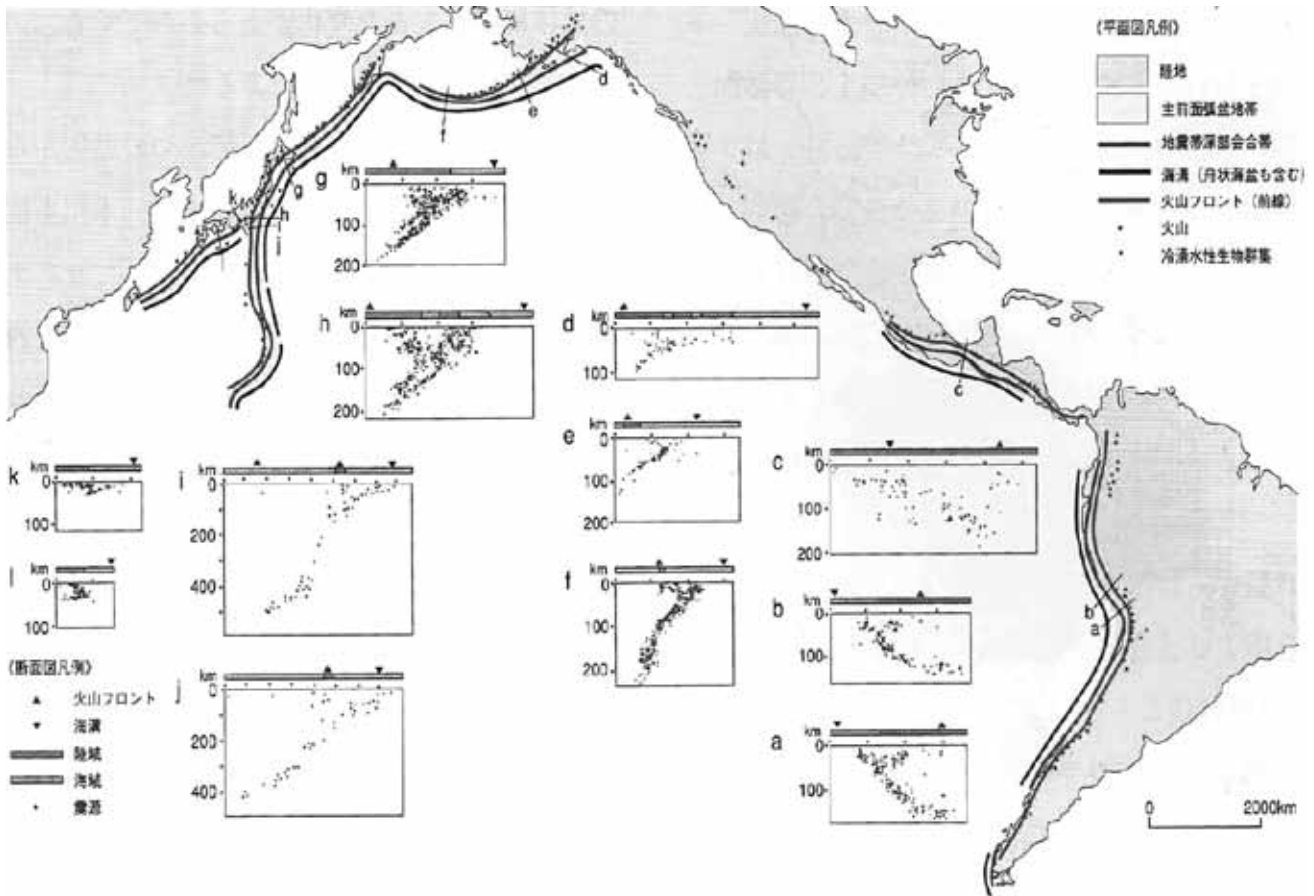 《平面図凡例》
陸地
主前面弧盆地帯
地震帯深部会合帯
海溝 (舟状海盆も含む)
火山フロント (前線)
火山
冷湧水性生物群集
0 2000km
d
e
f
g
k
h
i
j
l
c
b
a
g
km
0
100
200
h
km
0
100
200
d
km
0
100
e
km
0
100
200
f
km
0
100
200
c
km
0
100
200
b
km
0
100
a
km
0
100
k
km
0
100
l
km
0
100
i
km
0
200
400
j
km
0
200
400
《断面図凡例》
火山フロント
海溝
陸域
海域
震源